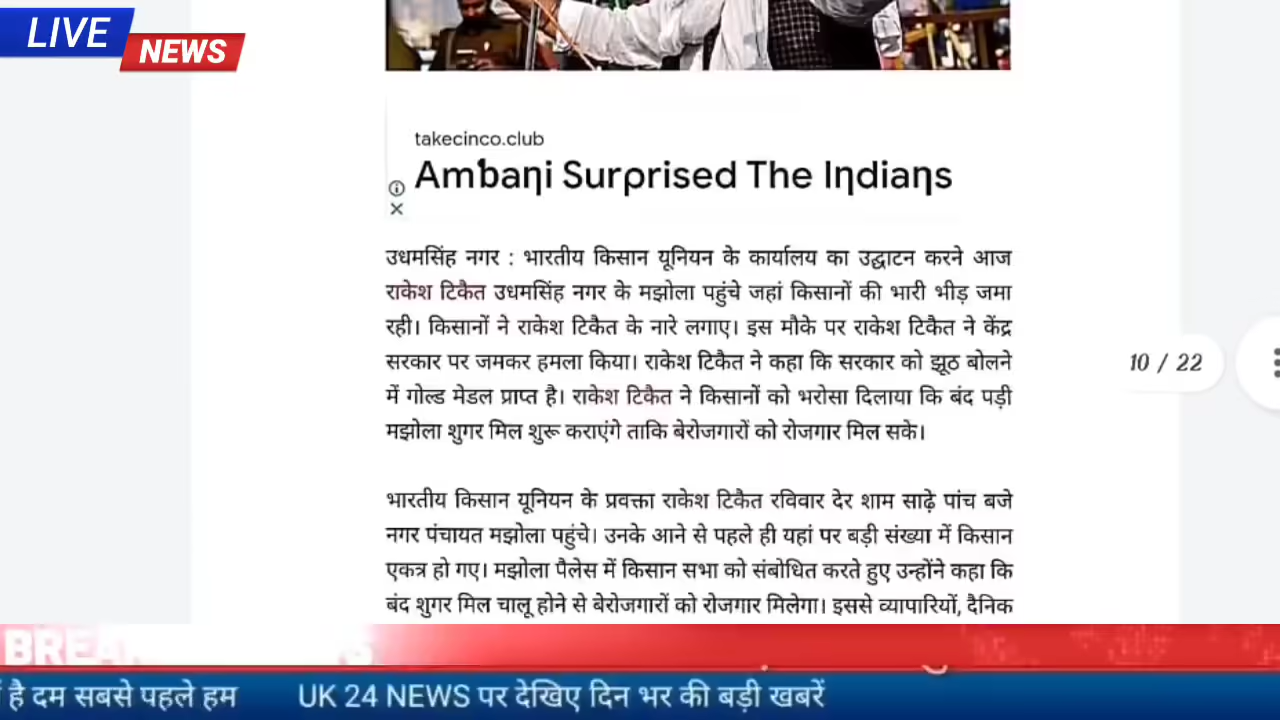 LIVE
NEWS
takecinco.club
Amƅaηi Surρrised The Iηdiaηs
उधमसिंह नगर : भारतीय किसान यूनियन के कार्यालय का उद्घाटन करने आज
राकेश टिकैत उधमसिंह नगर के मझोला पहुंचे जहां किसानों की भारी भीड़ जमा
रही। किसानों ने राकेश टिकैत के नारे लगाए। इस मौके पर राकेश टिकैत ने केंद्र
सरकार पर जमकर हमला किया। राकेश टिकैत ने कहा कि सरकार को झूठ बोलने
में गोल्ड मेडल प्राप्त है। राकेश टिकैत ने किसानों को भरोसा दिलाया कि बंद पड़ी
मझोला शुगर मिल शुरू कराएंगे ताकि बेरोजगारों को रोजगार मिल सके।
10 / 22
भारतीय किसान यूनियन के प्रवक्ता राकेश टिकैत रविवार देर शाम साढ़े पांच बजे
नगर पंचायत मझोला पहुंचे। उनके आने से पहले ही यहां पर बड़ी संख्या में किसान
एकत्र हो गए। मझोला पैलेस में किसान सभा को संबोधित करते हुए उन्होंने कहा कि
बंद शुगर मिल चालू होने से बेरोजगारों को रोजगार मिलेगा। इससे व्यापारियों, दैनिक
है दम सबसे पहले हम UK 24 NEWS पर देखिए दिन भर की बड़ी खबरें